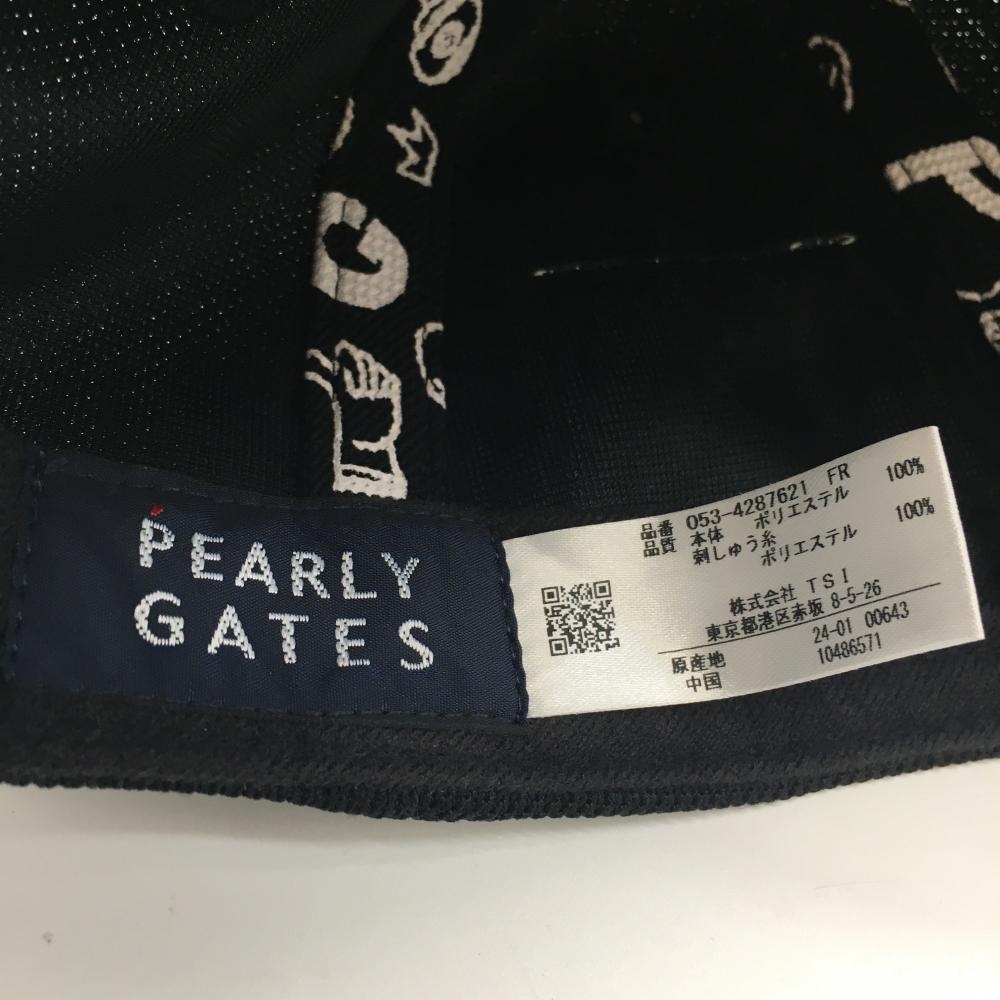 G
P
PEARLY
GATES
品番 053-4287621 FR
品質 本体 ポリエステル 100%
刺しゅう糸
ポリエステル 100%
株式会社 TSI
東京都港区赤坂 8-5-26
24-01 00643
原産地 10486571
中国